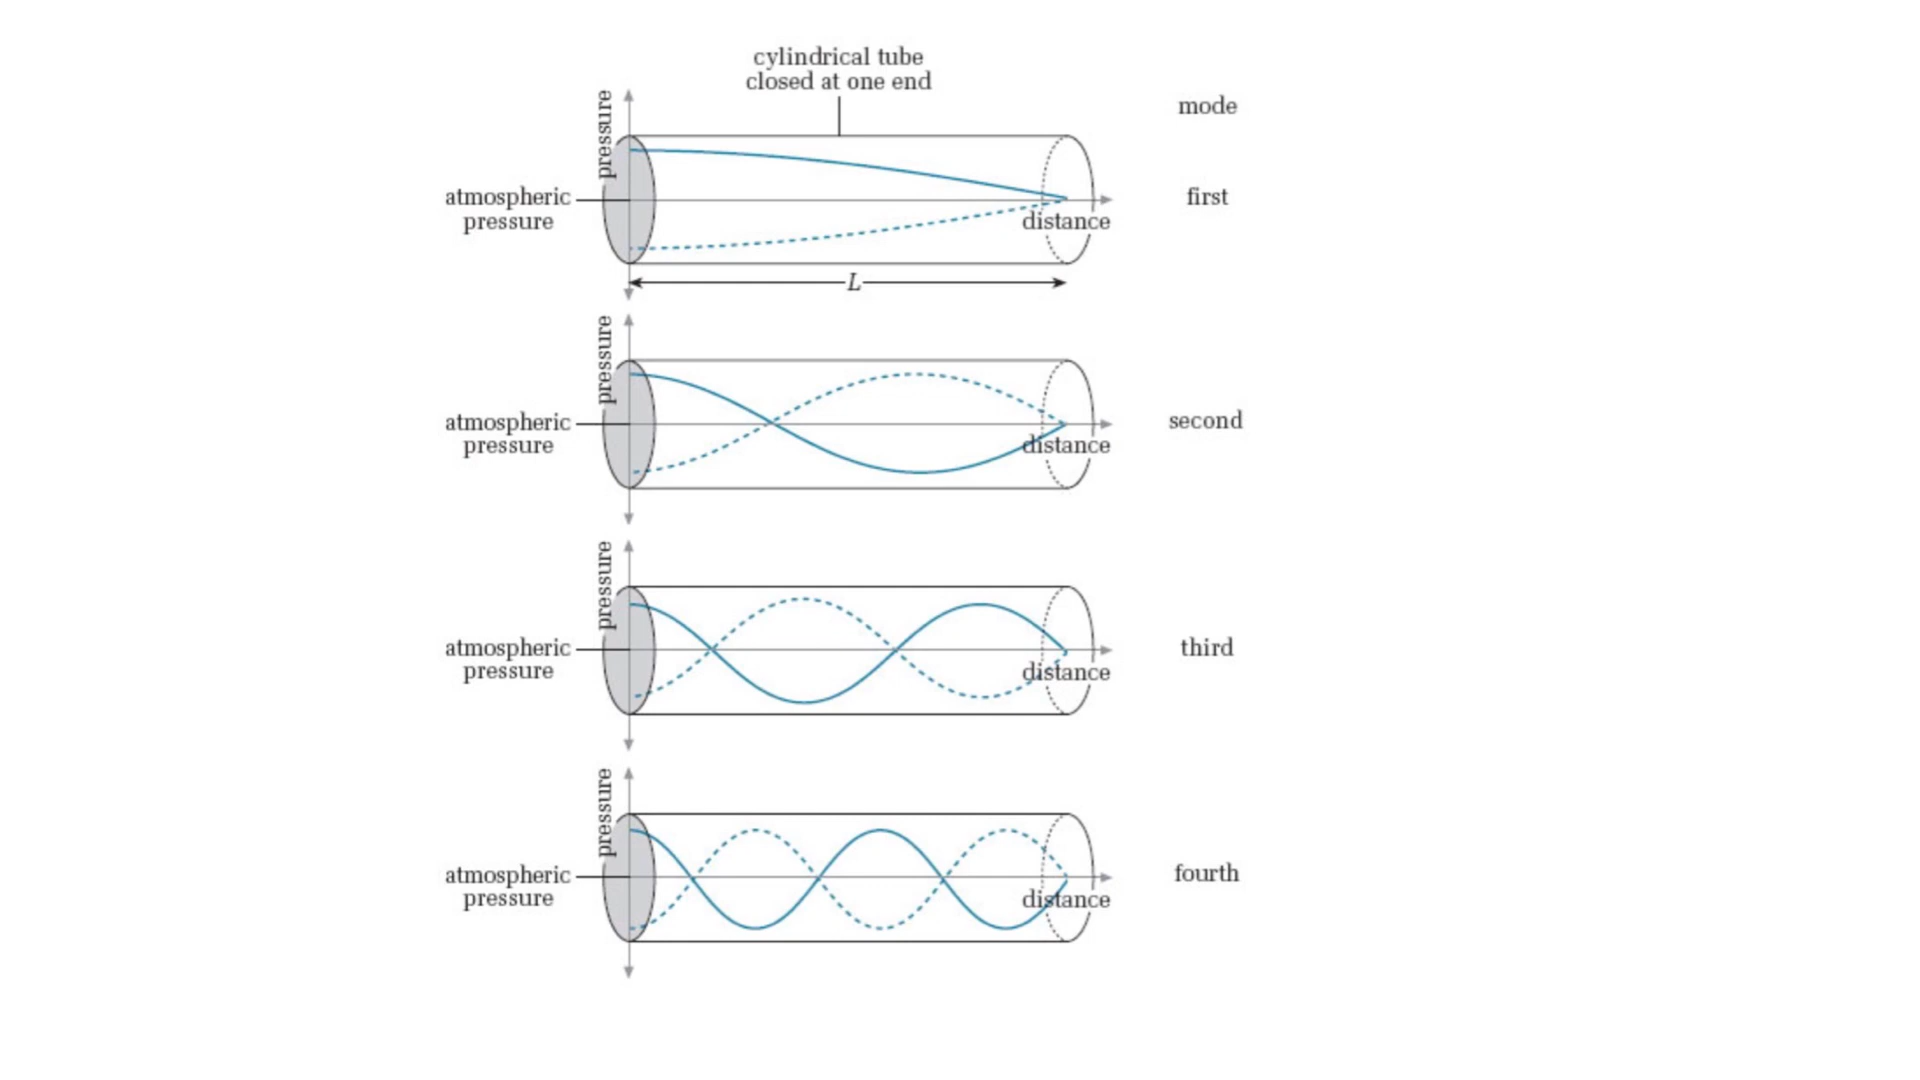 cylindrical tube
closed at one end
mode
pressure
atmospheric
pressure
first
distance
L
pressure
atmospheric
pressure
second
distance
pressure
atmospheric
pressure
third
distance
pressure
atmospheric
pressure
fourth
distance